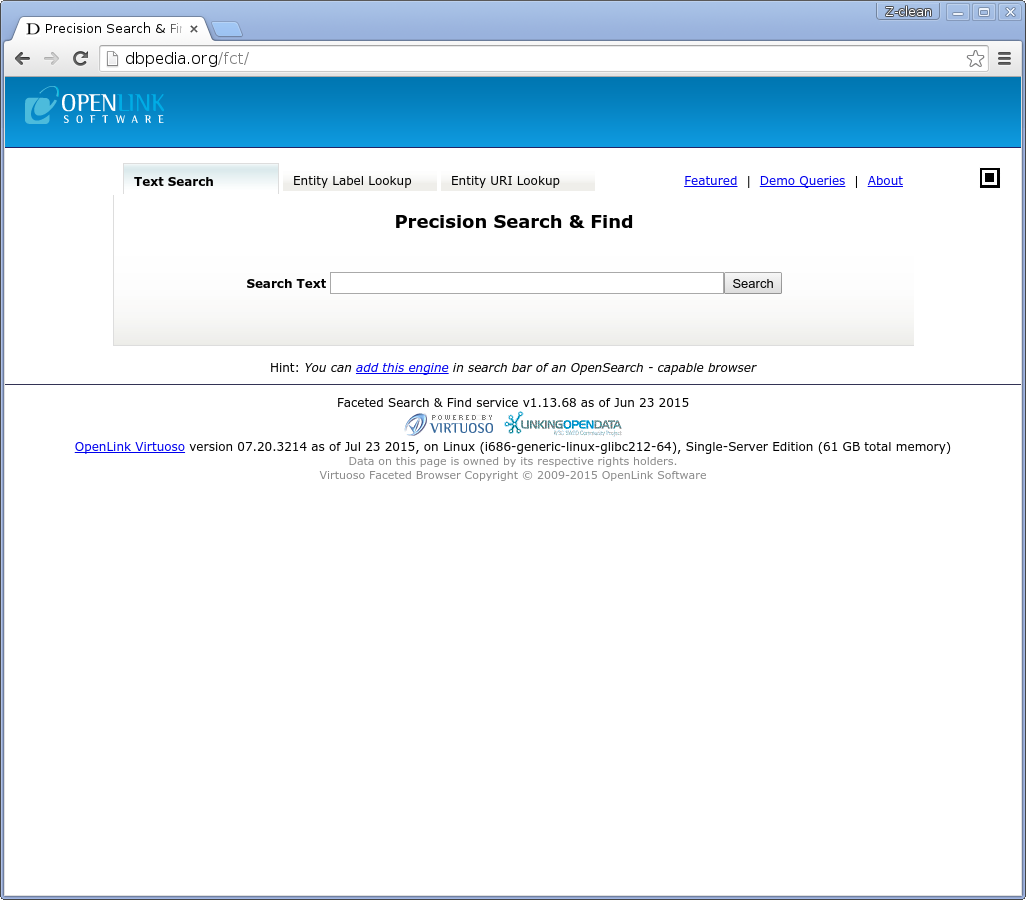 Z-clean
D Precision Search & Fi
dbpedia.org/fct/
OPENLINK
SOFTWARE
Text Search Entity Label Lookup Entity URI Lookup Featured | Demo Queries | About
Precision Search & Find
Search Text Search
Hint: You can add this engine in search bar of an OpenSearch - capable browser
Faceted Search & Find service v1.13.68 as of Jun 23 2015
POWERED BY
VIRTUOSO LINKINGOPENDATA
OpenLink Virtuoso version 07.20.3214 as of Jul 23 2015, on Linux (i686-generic-linux-glibc212-64), Single-Server Edition (61 GB total memory)
Data on this page is owned by its respective rights holders.
Virtuoso Faceted Browser Copyright © 2009-2015 OpenLink Software